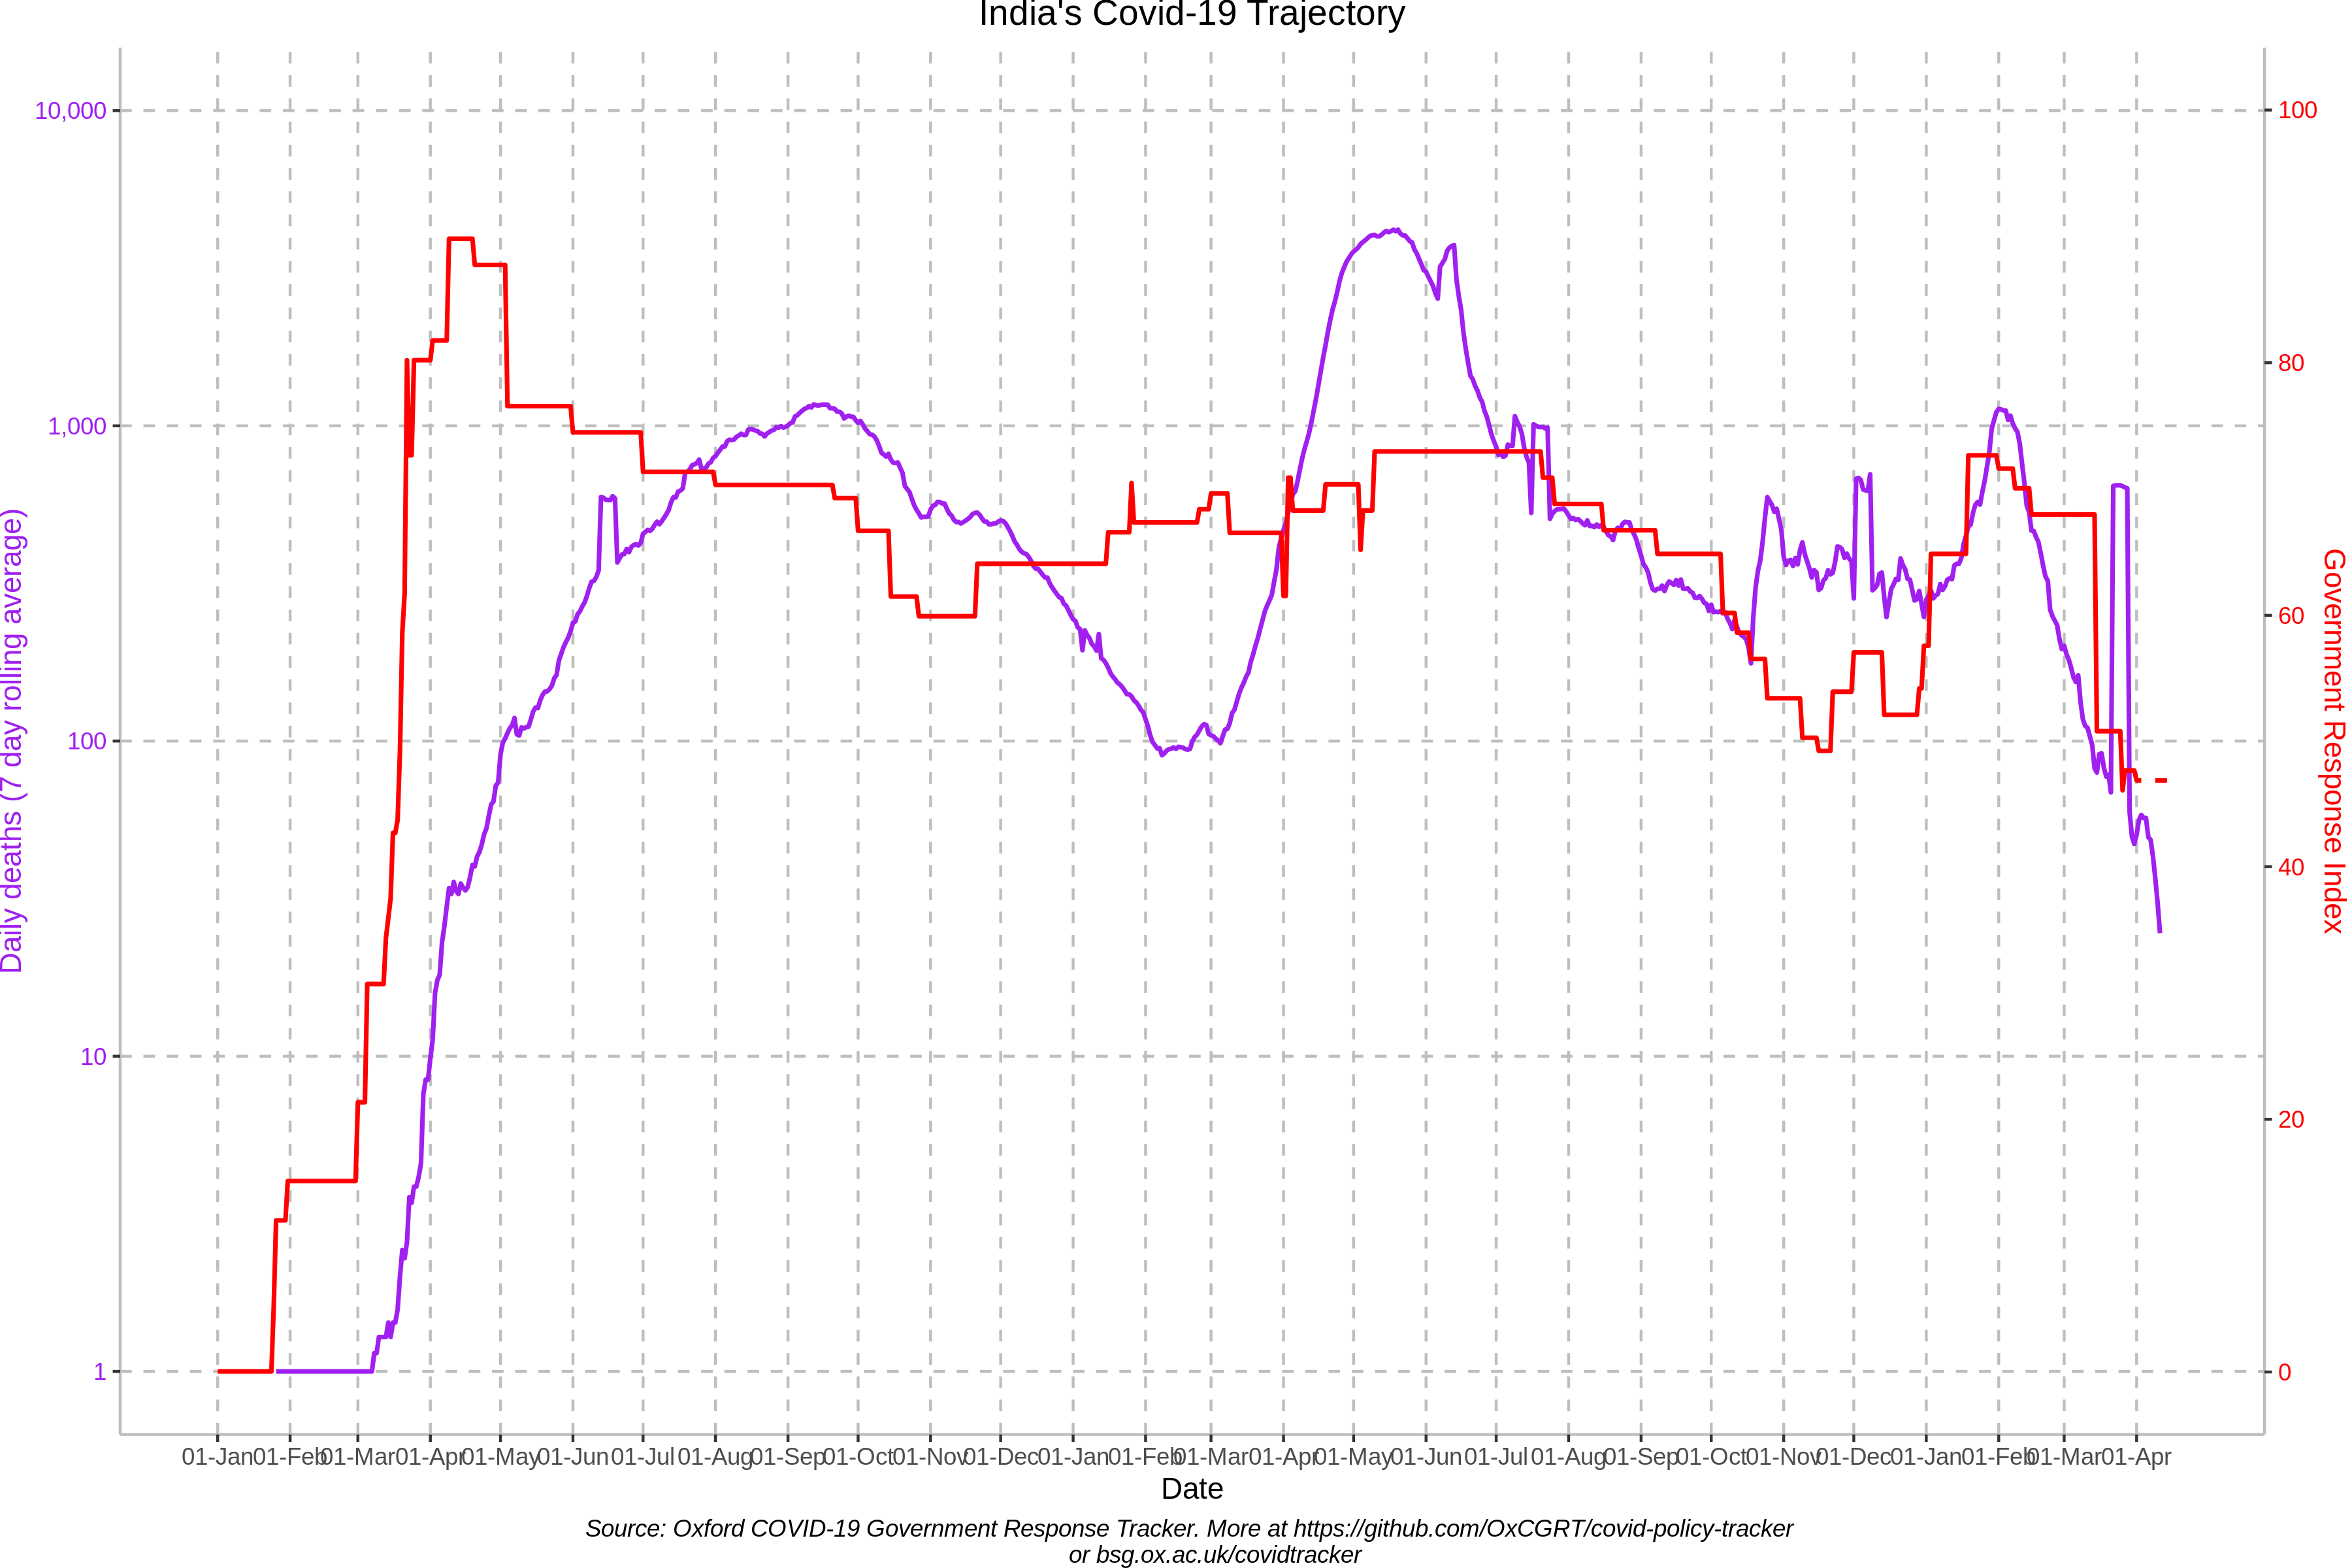 India's Covid-19 Trajectory
10,000
1,000
100
10
1
Daily deaths (7 day rolling average)
100
80
60
40
20
0
Government Response Index
01-Jan 01-Feb 01-Mar 01-Apr 01-May 01-Jun 01-Jul 01-Aug 01-Sep 01-Oct 01-Nov 01-Dec 01-Jan 01-Feb 01-Mar 01-Apr 01-May 01-Jun 01-Jul 01-Aug 01-Sep 01-Oct 01-Nov 01-Dec 01-Jan 01-Feb 01-Mar 01-Apr
Date
Source: Oxford COVID-19 Government Response Tracker. More at https://github.com/OxCGRT/covid-policy-tracker
or bsg.ox.ac.uk/covidtracker